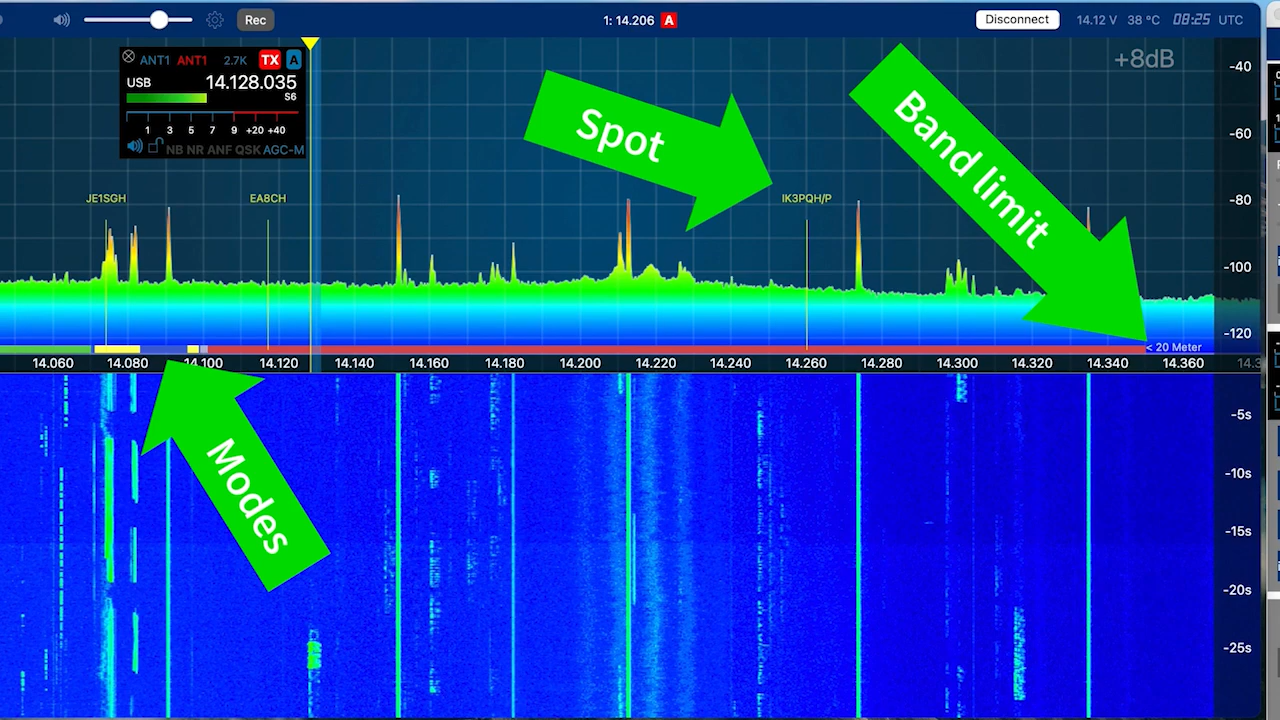 Rec
1: 14.206 A
Disconnect
14.12 V 38 °C 08:25 UTC
ANT1 ANT1 2.7K TX A
USB 14.128.035
S6
1 3 5 7 9 +20 +40
NB NR ANF QSK AGC-M
+8dB
-40
-60
-80
-100
-120
Spot
Band limit
JE1SGH
EA8CH
IK3PQH/P
< 20 Meter
14.060 14.080 14.100 14.120 14.140 14.160 14.180 14.200 14.220 14.240 14.260 14.280 14.300 14.320 14.340 14.360 14.3
Modes
-5s
-10s
-15s
-20s
-25s